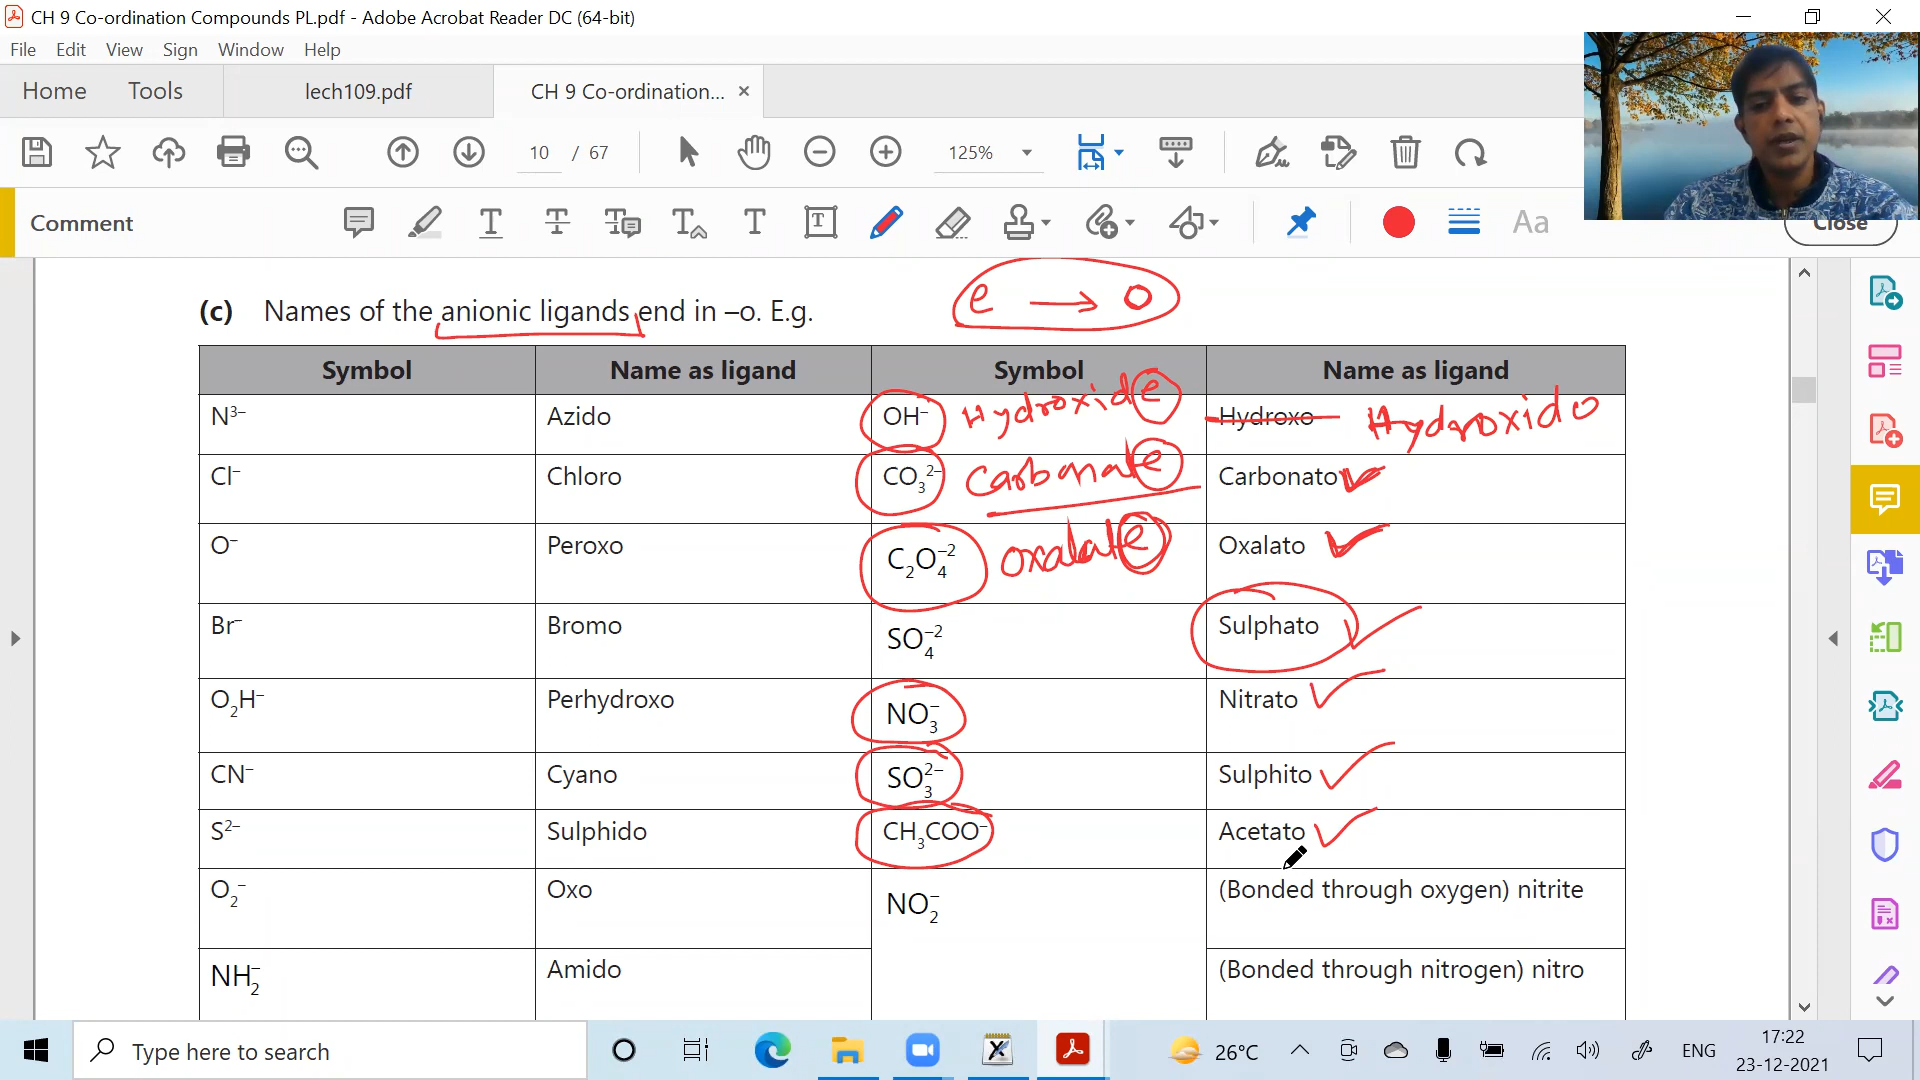 CH 9 Co-ordination Compounds PL.pdf - Adobe Acrobat Reader DC (64-bit)
File Edit View Sign Window Help
Home Tools lech109.pdf CH 9 Co-ordination... ×
10 / 67 125%
Comment Aa Close
(c) Names of the anionic ligands end in –o. E.g. e → o
Symbol Name as ligand Symbol Name as ligand
N³⁻ Azido OH⁻ Hydroxide Hydroxo Hydroxido
Cl⁻ Chloro CO₃²⁻ Carbonate Carbonato
O⁻ Peroxo C₂O₄⁻² Oxalate Oxalato
Br⁻ Bromo SO₄⁻² Sulphato
O₂H⁻ Perhydroxo NO₃⁻ Nitrato
CN⁻ Cyano SO₃²⁻ Sulphito
S²⁻ Sulphido CH₃COO⁻ Acetato
O₂⁻ Oxo NO₂⁻ (Bonded through oxygen) nitrite
NH₂⁻ Amido (Bonded through nitrogen) nitro
Type here to search 26°C ENG 17:22
23-12-2021